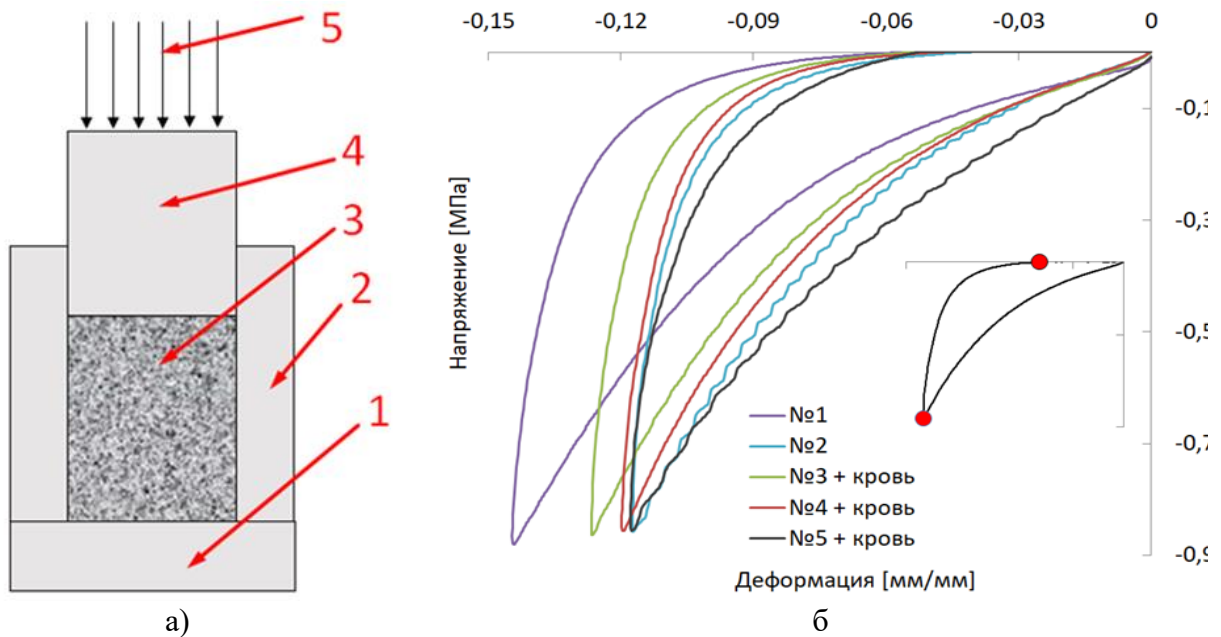 5
4
3
2
1
а)
-0,15
-0,12
-0,09
-0,06
-0,03
0
-0,1
-0,3
-0,5
-0,7
-0,9
Напряжение [МПа]
№1
№2
№3 + кровь
№4 + кровь
№5 + кровь
Деформация [мм/мм]
б